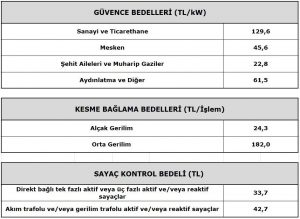 GÜVENCE BEDELLERİ (TL/kW)
Sanayi ve Ticarethane 129,6
Mesken 45,6
Şehit Aileleri ve Muharip Gaziler 22,8
Aydınlatma ve Diğer 61,5
KESME BAĞLAMA BEDELLERİ (TL/İşlem)
Alçak Gerilim 24,3
Orta Gerilim 182,0
SAYAÇ KONTROL BEDELİ (TL)
Direkt bağlı tek fazlı aktif veya üç fazlı aktif ve/veya reaktif
sayaçlar 33,7
Akım trafolu ve/veya gerilim trafolu aktif ve/veya reaktif sayaçlar 42,7